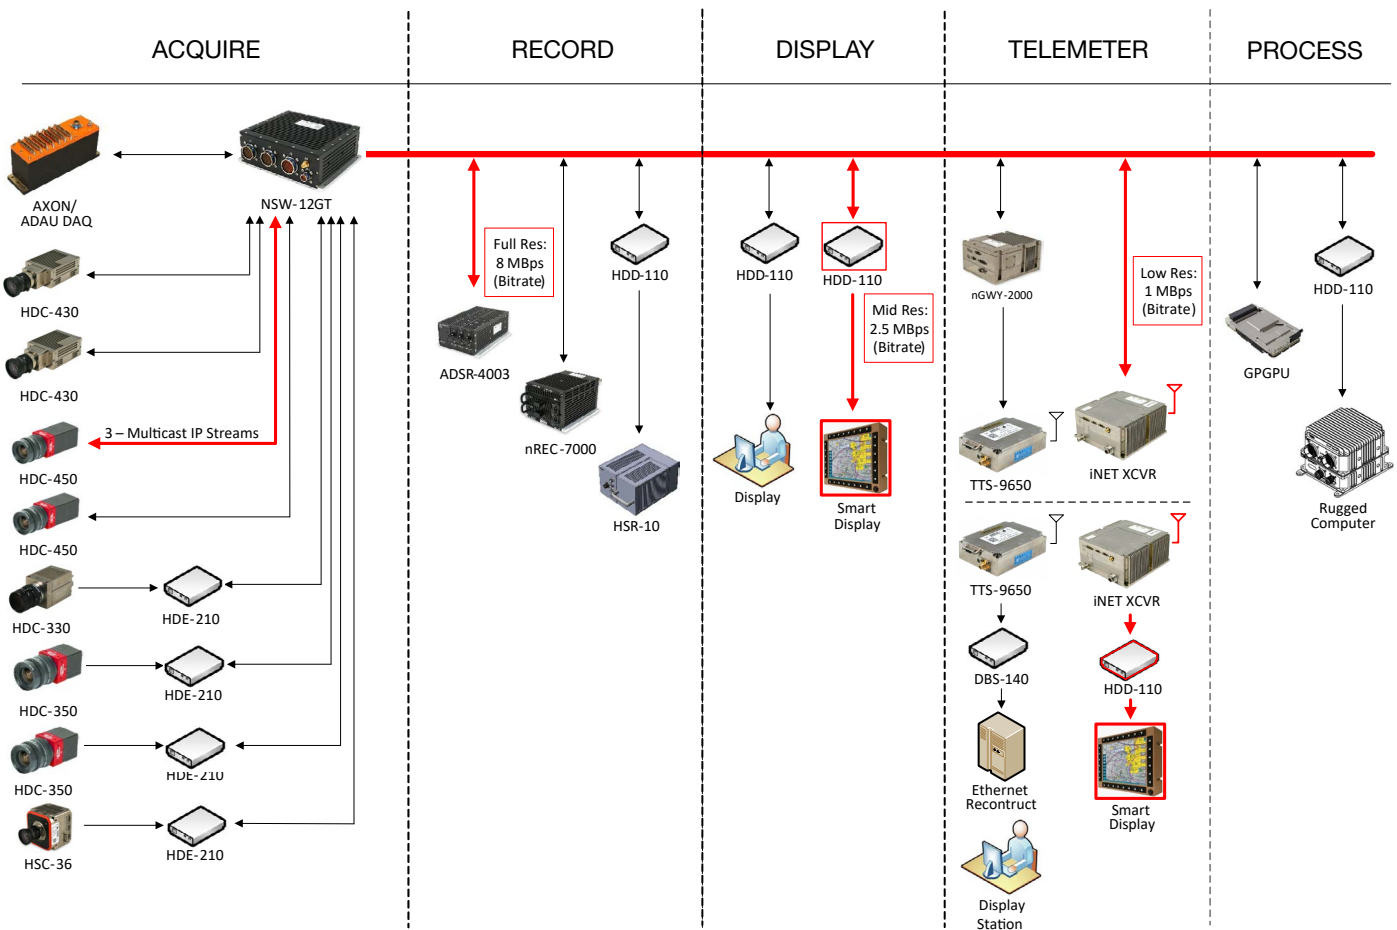 ACQUIRE
RECORD
DISPLAY
TELEMETER
PROCESS
AXON/
ADAU DAQ
NSW-12GT
HDC-430
HDC-430
3 – Multicast IP Streams
HDC-450
HDC-450
HDC-330
HDE-210
HDC-350
HDE-210
HDC-350
HDE-210
HSC-36
HDE-210
Full Res:
8 MBps
(Bitrate)
ADSR-4003
nREC-7000
HDD-110
HSR-10
HDD-110
Display
HDD-110
Mid Res:
2.5 MBps
(Bitrate)
Smart
Display
nGWY-2000
TTS-9650
Low Res:
1 MBps
(Bitrate)
iNET XCVR
TTS-9650
DBS-140
Ethernet
Recontruct
Display
Station
iNET XCVR
HDD-110
Smart
Display
GPGPU
HDD-110
Rugged
Computer